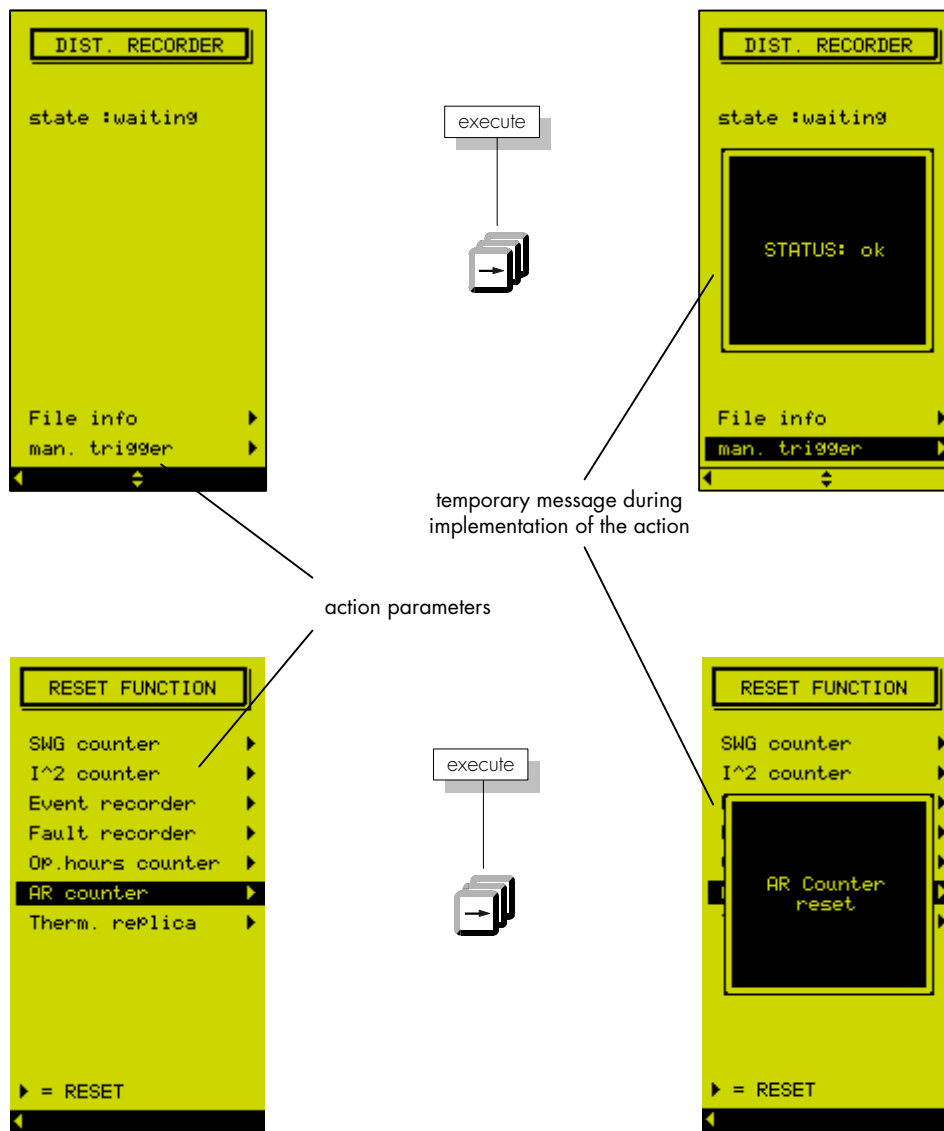 DIST. RECORDER
state :waiting
File info
man. trigger
execute
DIST. RECORDER
state :waiting
STATUS: ok
File info
man. trigger
temporary message during
implementation of the action
action parameters
RESET FUNCTION
SWG counter
I^2 counter
Event recorder
Fault recorder
Op.hours counter
AR counter
Therm. replica
= RESET
execute
RESET FUNCTION
SWG counter
I^2 counter
AR Counter
reset
= RESET